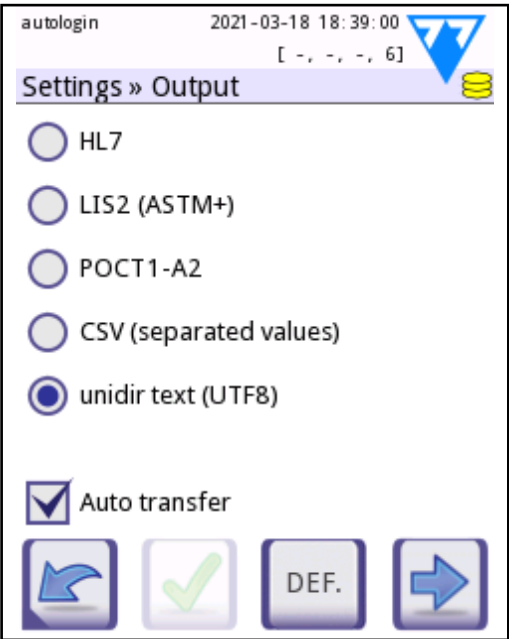 autologin 2021-03-18 18:39:00
[ -, -, -, 6]
Settings » Output
HL7
LIS2 (ASTM+)
POCT1-A2
CSV (separated values)
unidir text (UTF8)
Auto transfer
DEF.